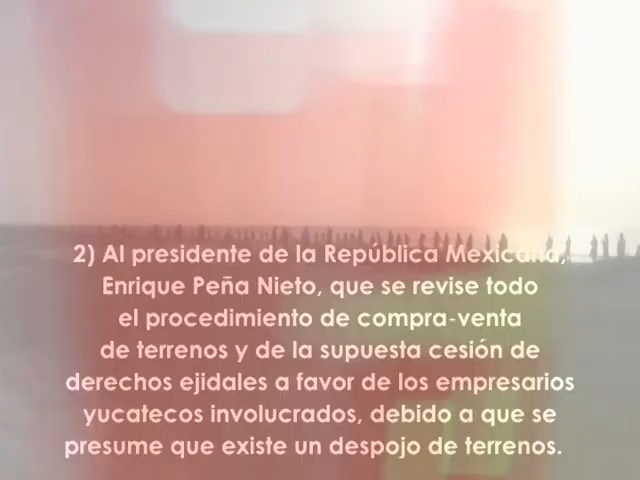 2) Al presidente de la República Mexicana,
Enrique Peña Nieto, que se revise todo
el procedimiento de compra-venta
de terrenos y de la supuesta cesión de
derechos ejidales a favor de los empresarios
yucatecos involucrados, debido a que se
presume que existe un despojo de terrenos.